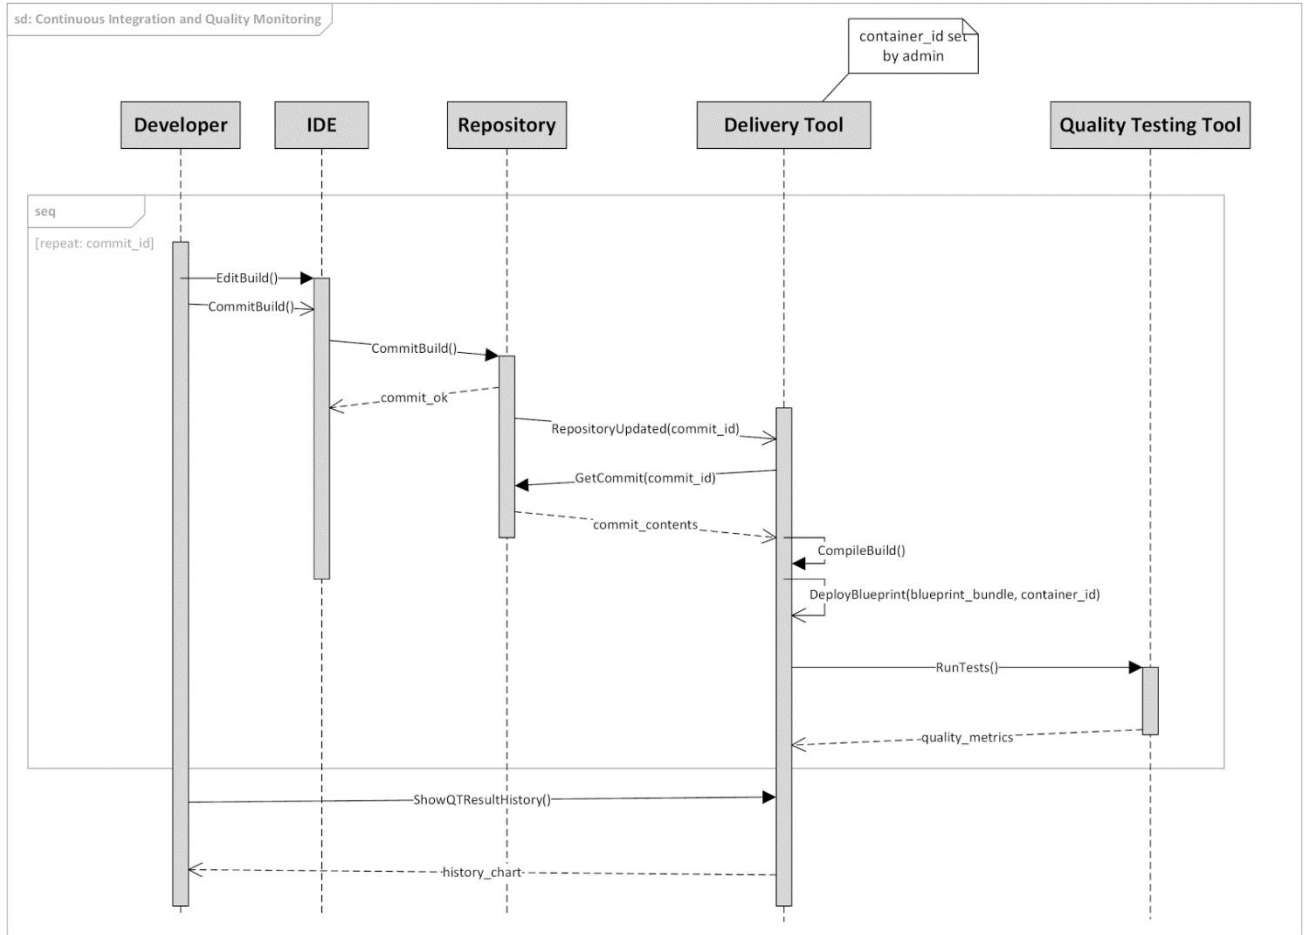 sd: Continuous Integration and Quality Monitoring
container_id set
by admin
Developer
IDE
Repository
Delivery Tool
Quality Testing Tool
seq
[repeat: commit_id]
EditBuild()
CommitBuild()
CommitBuild()
commit_ok
RepositoryUpdated(commit_id)
GetCommit(commit_id)
commit_contents
CompileBuild()
DeployBlueprint(blueprint_bundle, container_id)
RunTests()
quality_metrics
ShowQTResultHistory()
history_chart